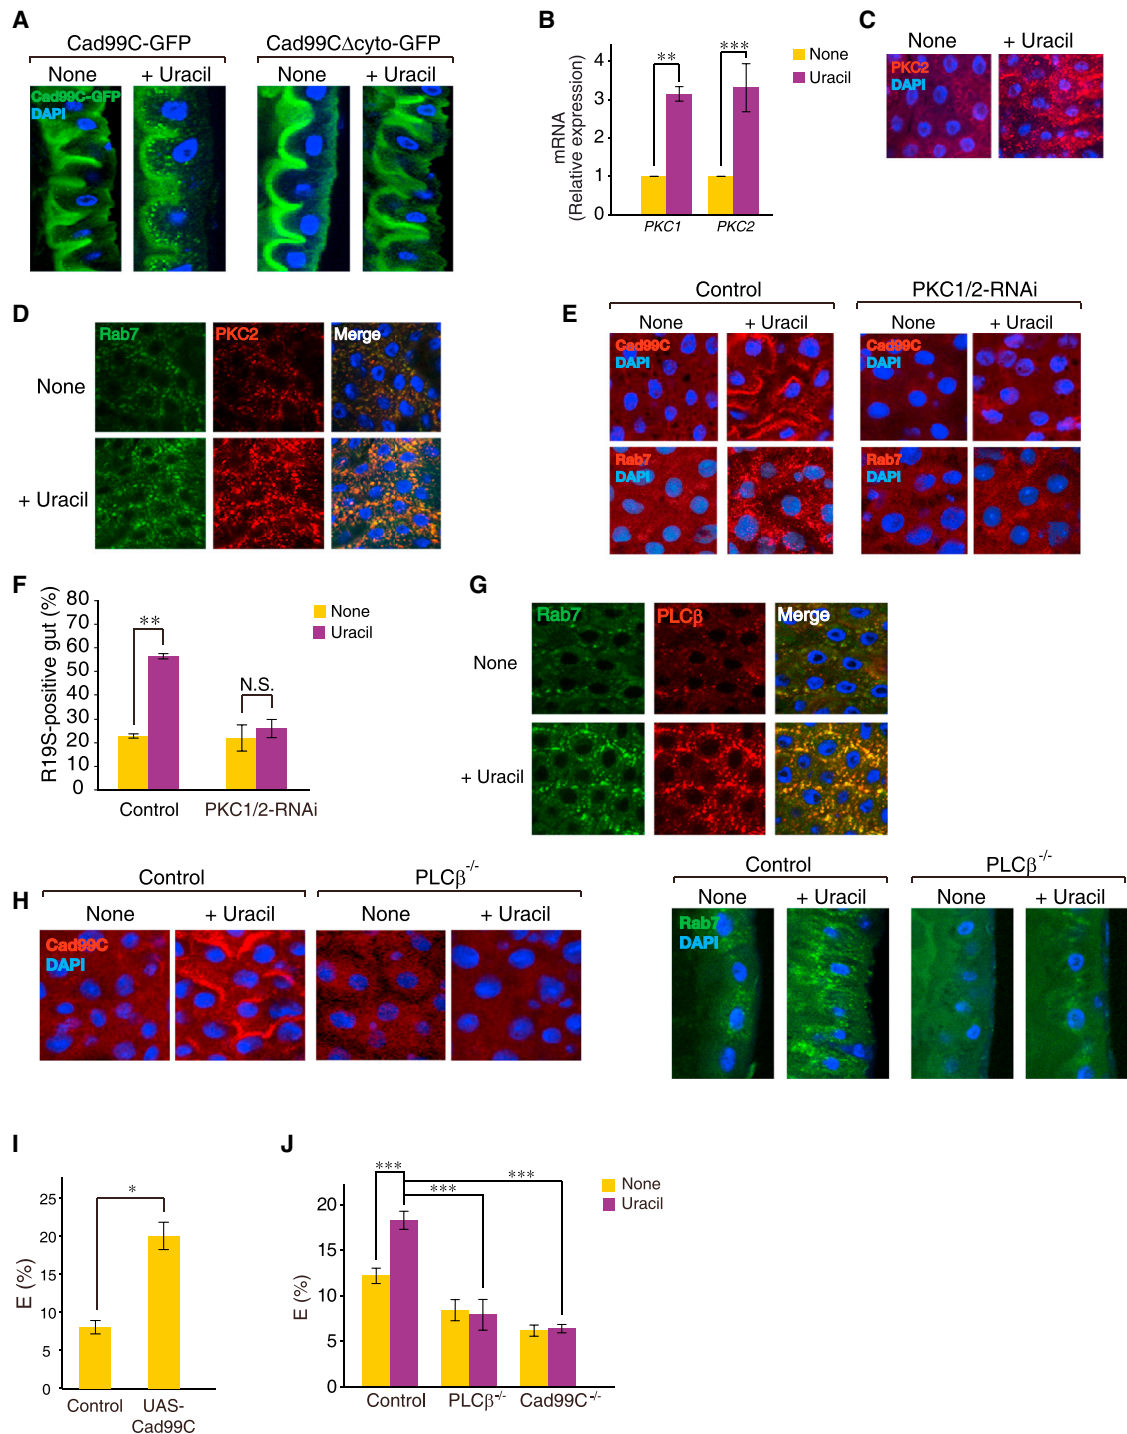 A
Cad99C-GFP
Cad99CΔcyto-GFP
None
+ Uracil
None
+ Uracil
Cad99C-GFP
DAPI
B
mRNA
(Relative expression)
4
3
2
1
0
**
***
PKC1
PKC2
None
Uracil
C
None
+ Uracil
PKC2
DAPI
D
Rab7
PKC2
Merge
None
+ Uracil
E
Control
PKC1/2-RNAi
None
+ Uracil
None
+ Uracil
Cad99C
DAPI
Cad99C
DAPI
Rab7
DAPI
Rab7
DAPI
F
R19S-positive gut (%)
80
70
60
50
40
30
20
10
0
**
N.S.
Control
PKC1/2-RNAi
None
Uracil
G
Rab7
PLCβ
Merge
None
+ Uracil
H
Control
PLCβ-/-
None
+ Uracil
None
+ Uracil
Cad99C
DAPI
Control
PLCβ-/-
None
+ Uracil
None
+ Uracil
Rab7
DAPI
I
E (%)
25
20
15
10
5
0
*
Control
UAS-
Cad99C
J
E (%)
20
15
10
5
0
***
***
***
Control
PLCβ-/-
Cad99C-/-
None
Uracil